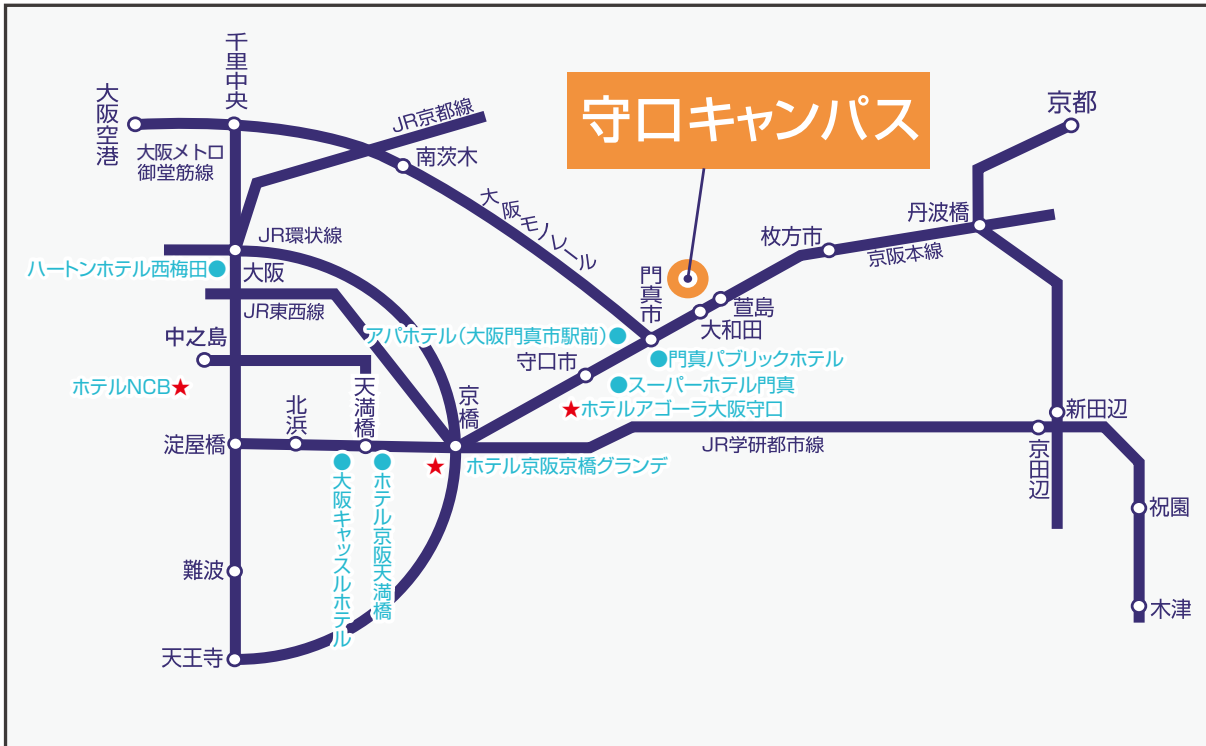 千里中央
大阪空港
大阪メトロ
御堂筋線
JR京都線
南茨木
大阪モノレール
守口キャンパス
京都
丹波橋
枚方市
京阪本線
JR環状線
ハートンホテル西梅田
大阪
JR東西線
門真市
萱島
大和田
中之島
アパホテル（大阪門真市駅前）
守口市
門真パブリックホテル
ホテルNCB★
スーパーホテル門真
★ホテルアゴーラ大阪守口
天満橋
北浜
京橋
新田辺
淀屋橋
JR学研都市線
★ホテル京阪京橋グランデ
京田辺
大阪キャッスルホテル
ホテル京阪天満橋
祝園
難波
木津
天王寺